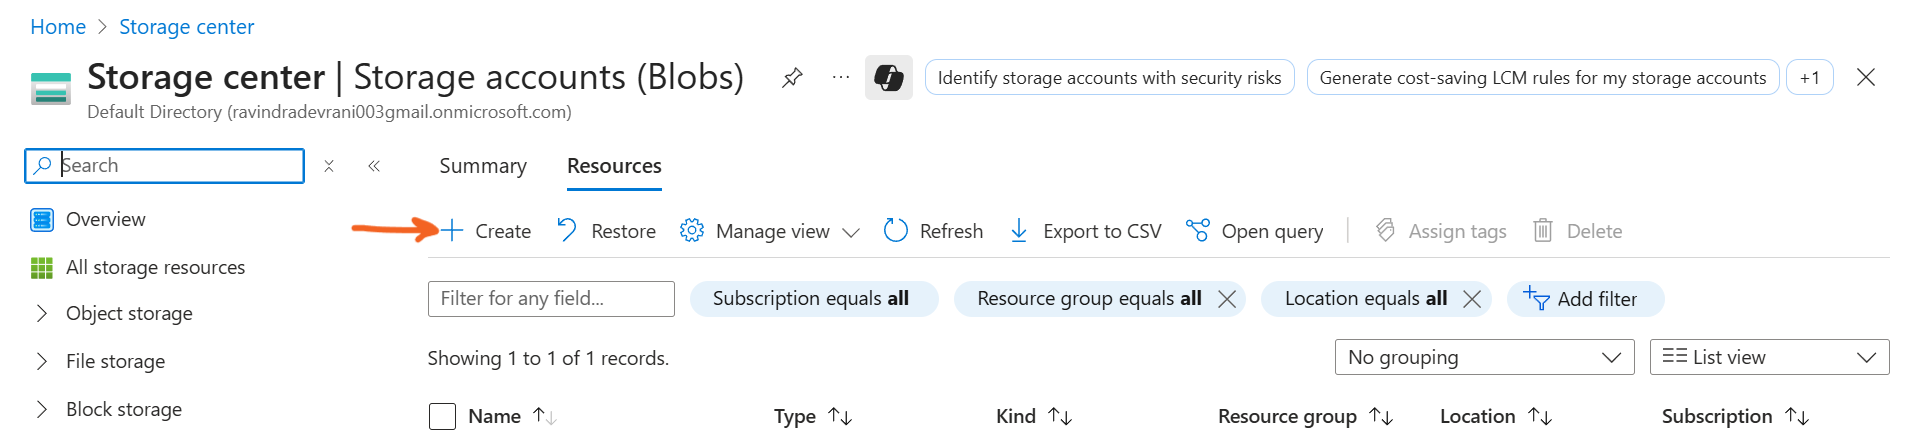 Home > Storage center
Storage center | Storage accounts (Blobs)
Default Directory (ravindradevrani003gmail.onmicrosoft.com)
Identify storage accounts with security risks
Generate cost-saving LCM rules for my storage accounts
+1
Search
Summary Resources
Overview
All storage resources
Object storage
File storage
Block storage
Create Restore Manage view Refresh Export to CSV Open query Assign tags Delete
Filter for any field... Subscription equals all Resource group equals all Location equals all Add filter
Showing 1 to 1 of 1 records. No grouping List view
Name Type Kind Resource group Location Subscription